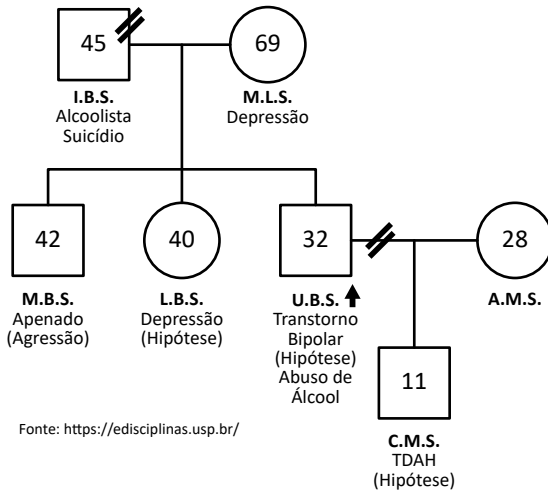 45
69
I.B.S.
Alcoolista
Suicídio
M.L.S.
Depressão
42
40
32
28
M.B.S.
Apenado
(Agressão)
L.B.S.
Depressão
(Hipótese)
U.B.S.
Transtorno
Bipolar
(Hipótese)
Abuso de
Álcool
A.M.S.
11
C.M.S.
TDAH
(Hipótese)
Fonte: https://edisciplinas.usp.br/